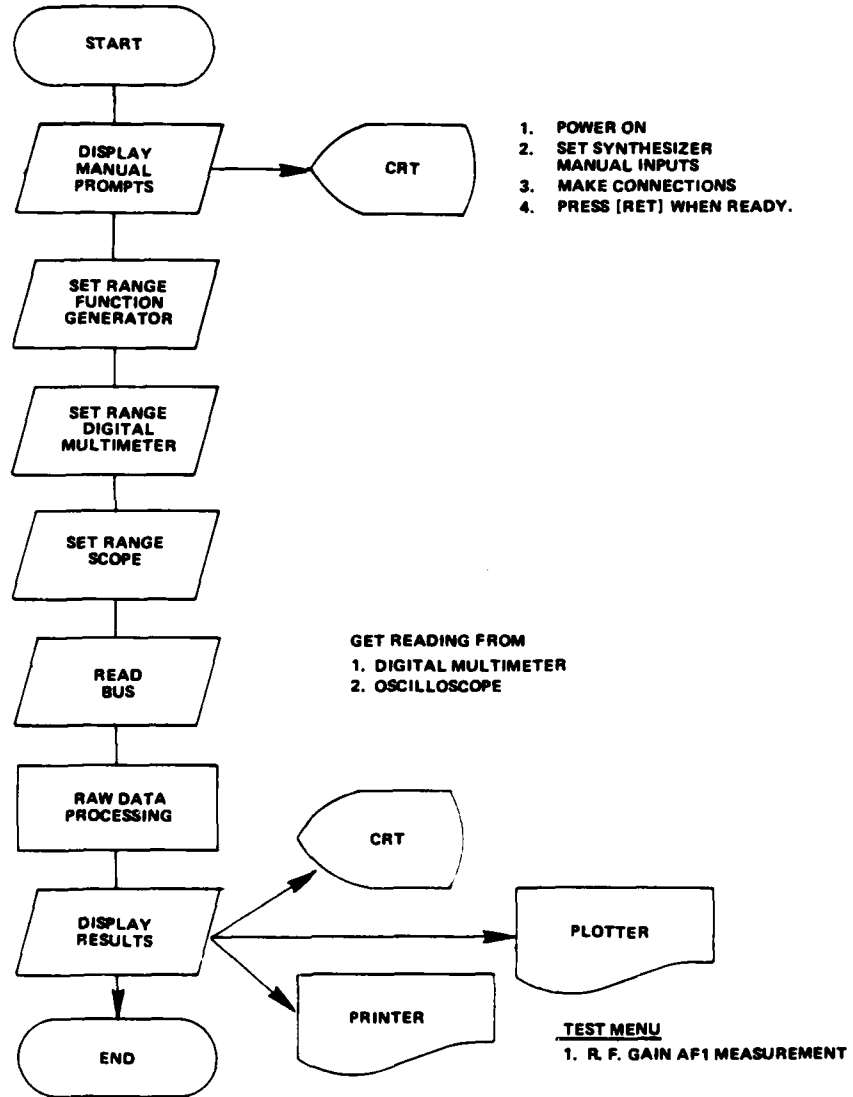 START
DISPLAY
MANUAL
PROMPTS
CRT
1. POWER ON
2. SET SYNTHESIZER
MANUAL INPUTS
3. MAKE CONNECTIONS
4. PRESS [RET] WHEN READY.
SET RANGE
FUNCTION
GENERATOR
SET RANGE
DIGITAL
MULTIMETER
SET RANGE
SCOPE
READ
BUS
GET READING FROM
1. DIGITAL MULTIMETER
2. OSCILLOSCOPE
RAW DATA
PROCESSING
CRT
DISPLAY
RESULTS
PLOTTER
PRINTER
END
TEST MENU
1. R. F. GAIN AF1 MEASUREMENT